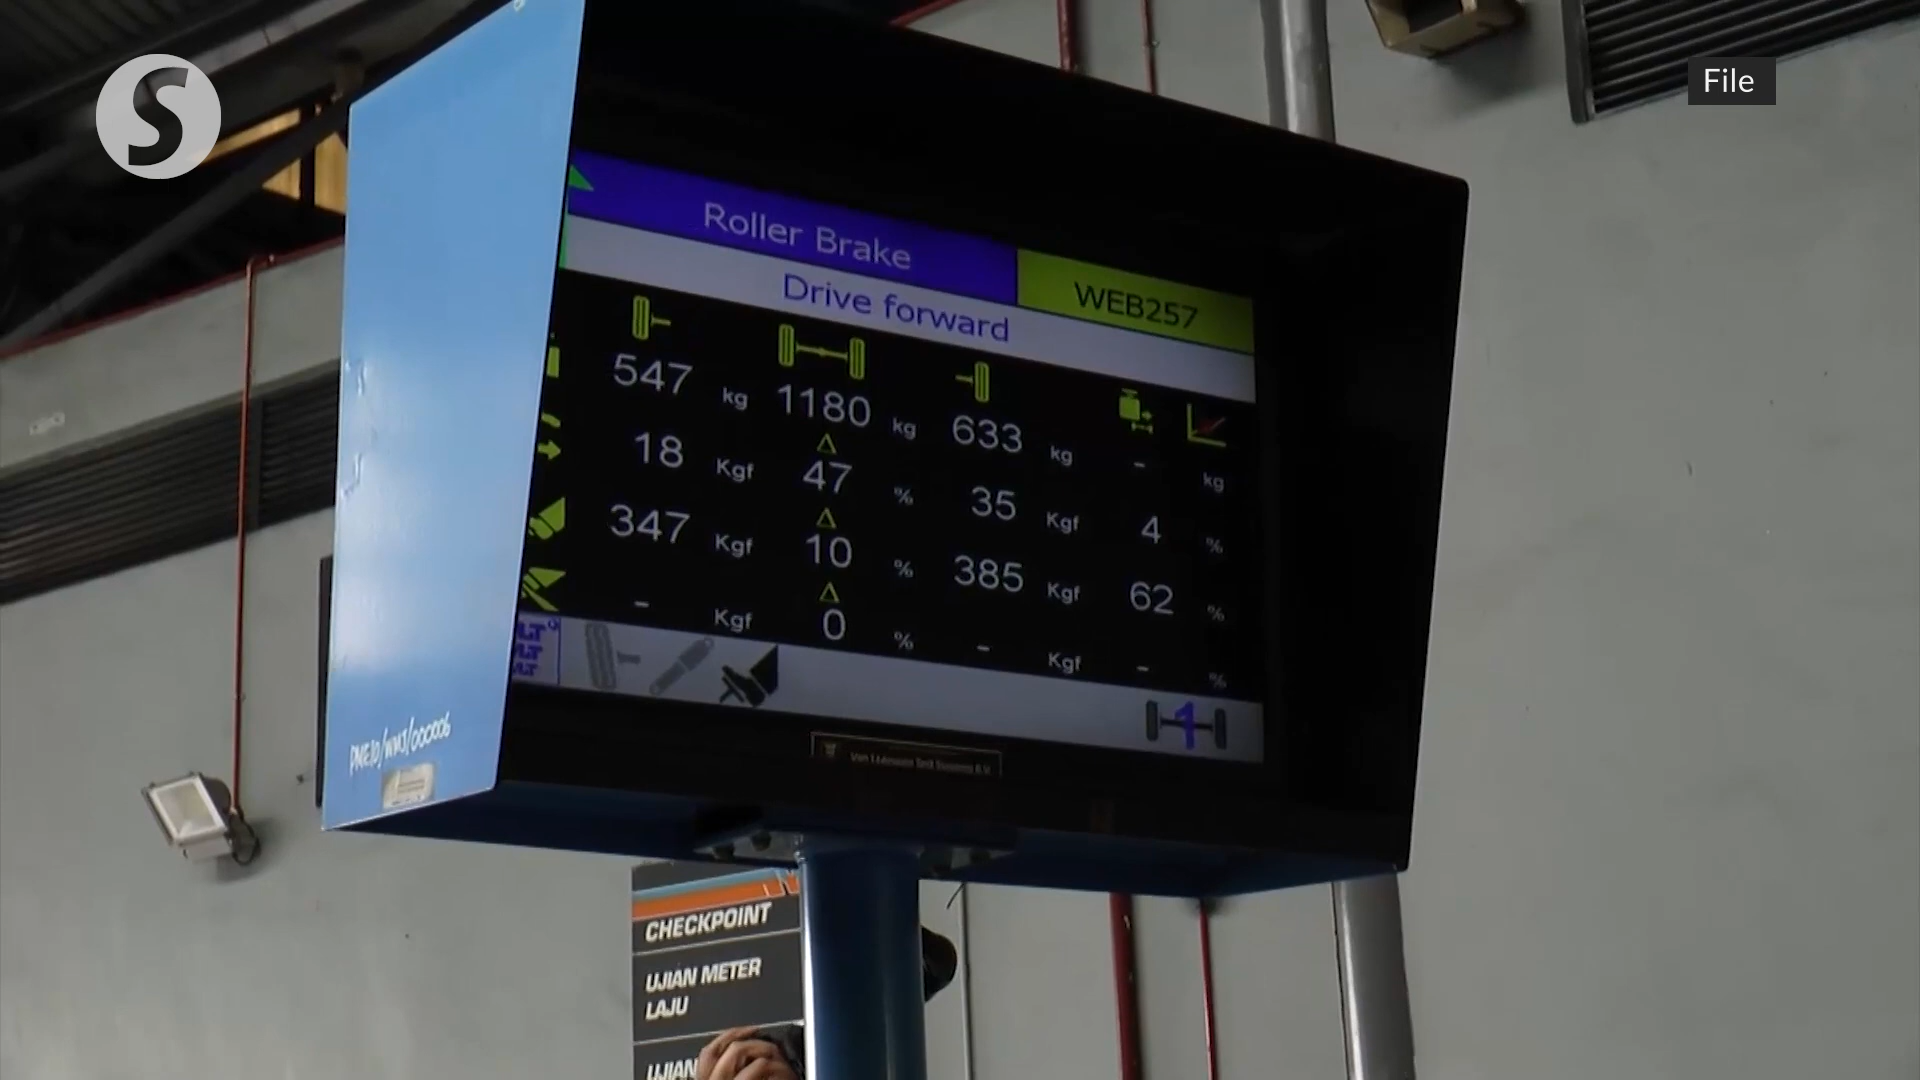 S
File
Roller Brake
WEB257
Drive forward
547 kg 1180 kg 633 kg - kg
Δ
18 Kgf 47 % 35 Kgf 4 %
Δ
347 Kgf 10 % 385 Kgf 62 %
Δ
- Kgf 0 % - Kgf - %
1
CHECKPOINT
UJIAN METER
LAJU
UJIAN